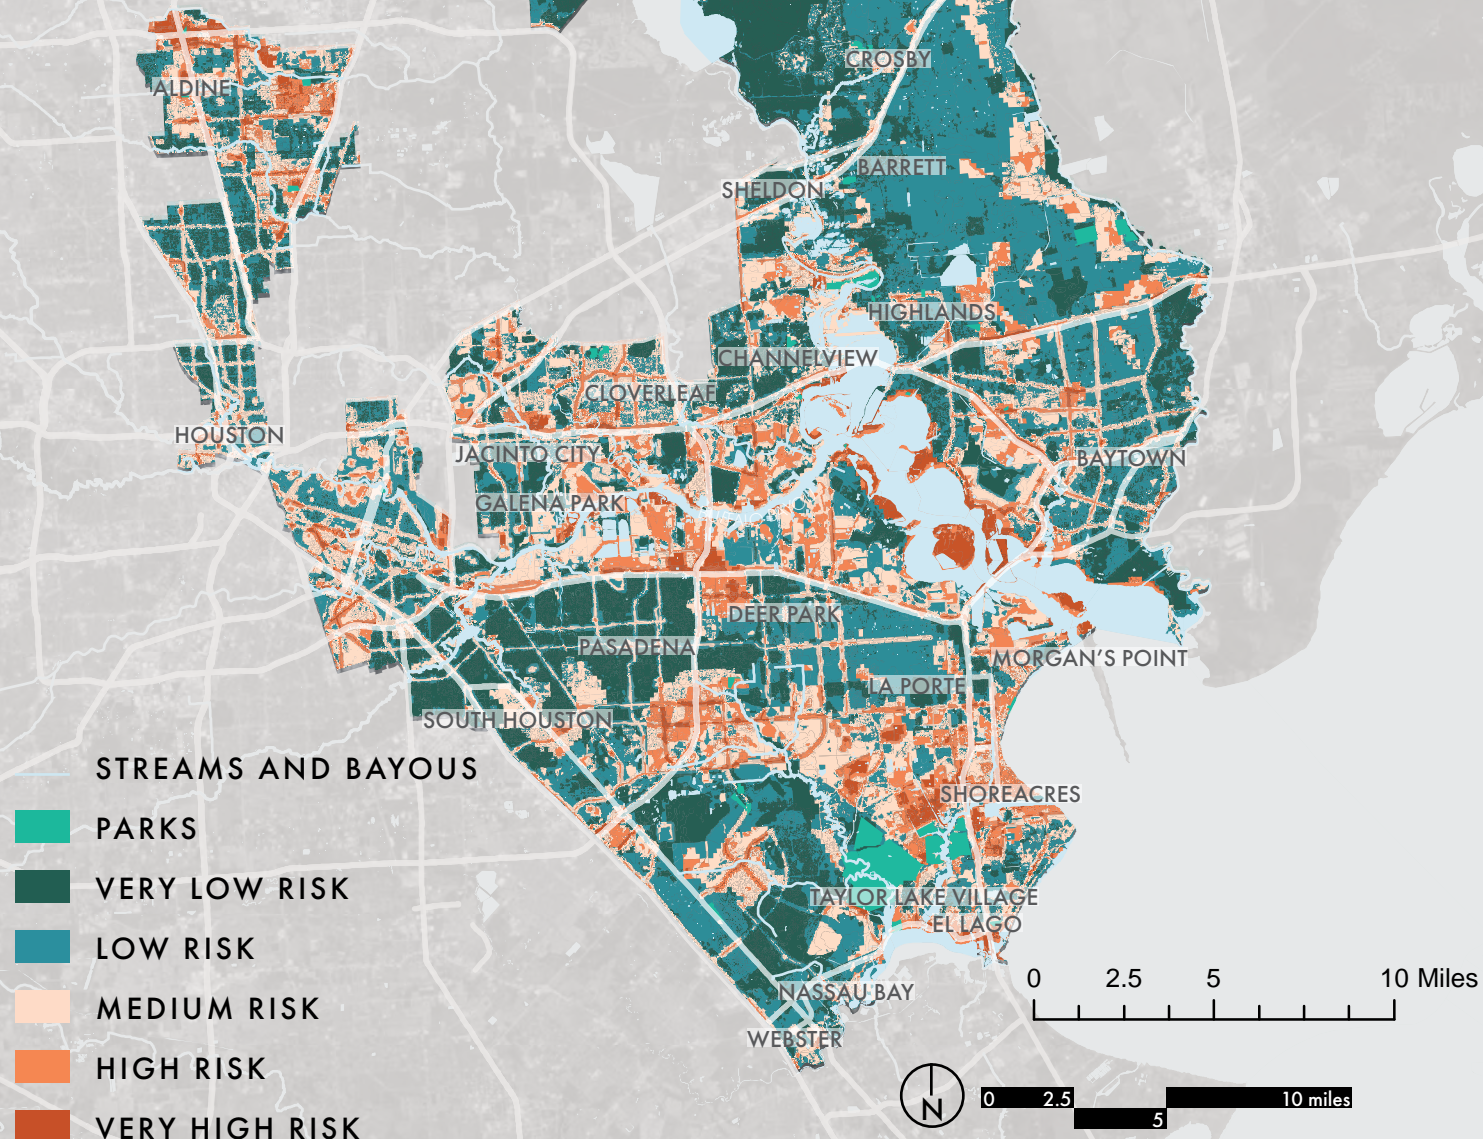 CROSBY
ALDINE
BARRETT
SHELDON
HIGHLANDS
CHANNELVIEW
CLOVERLEAF
HOUSTON
JACINTO CITY
BAYTOWN
GALENA PARK
DEER PARK
PASADENA
MORGAN'S POINT
LA PORTE
SOUTH HOUSTON
STREAMS AND BAYOUS
SHOREACRES
PARKS
VERY LOW RISK
TAYLOR LAKE VILLAGE
EL LAGO
LOW RISK
0 2.5 5 10 Miles
NASSAU BAY
MEDIUM RISK
WEBSTER
HIGH RISK
N
0 2.5 10 miles
5
VERY HIGH RISK